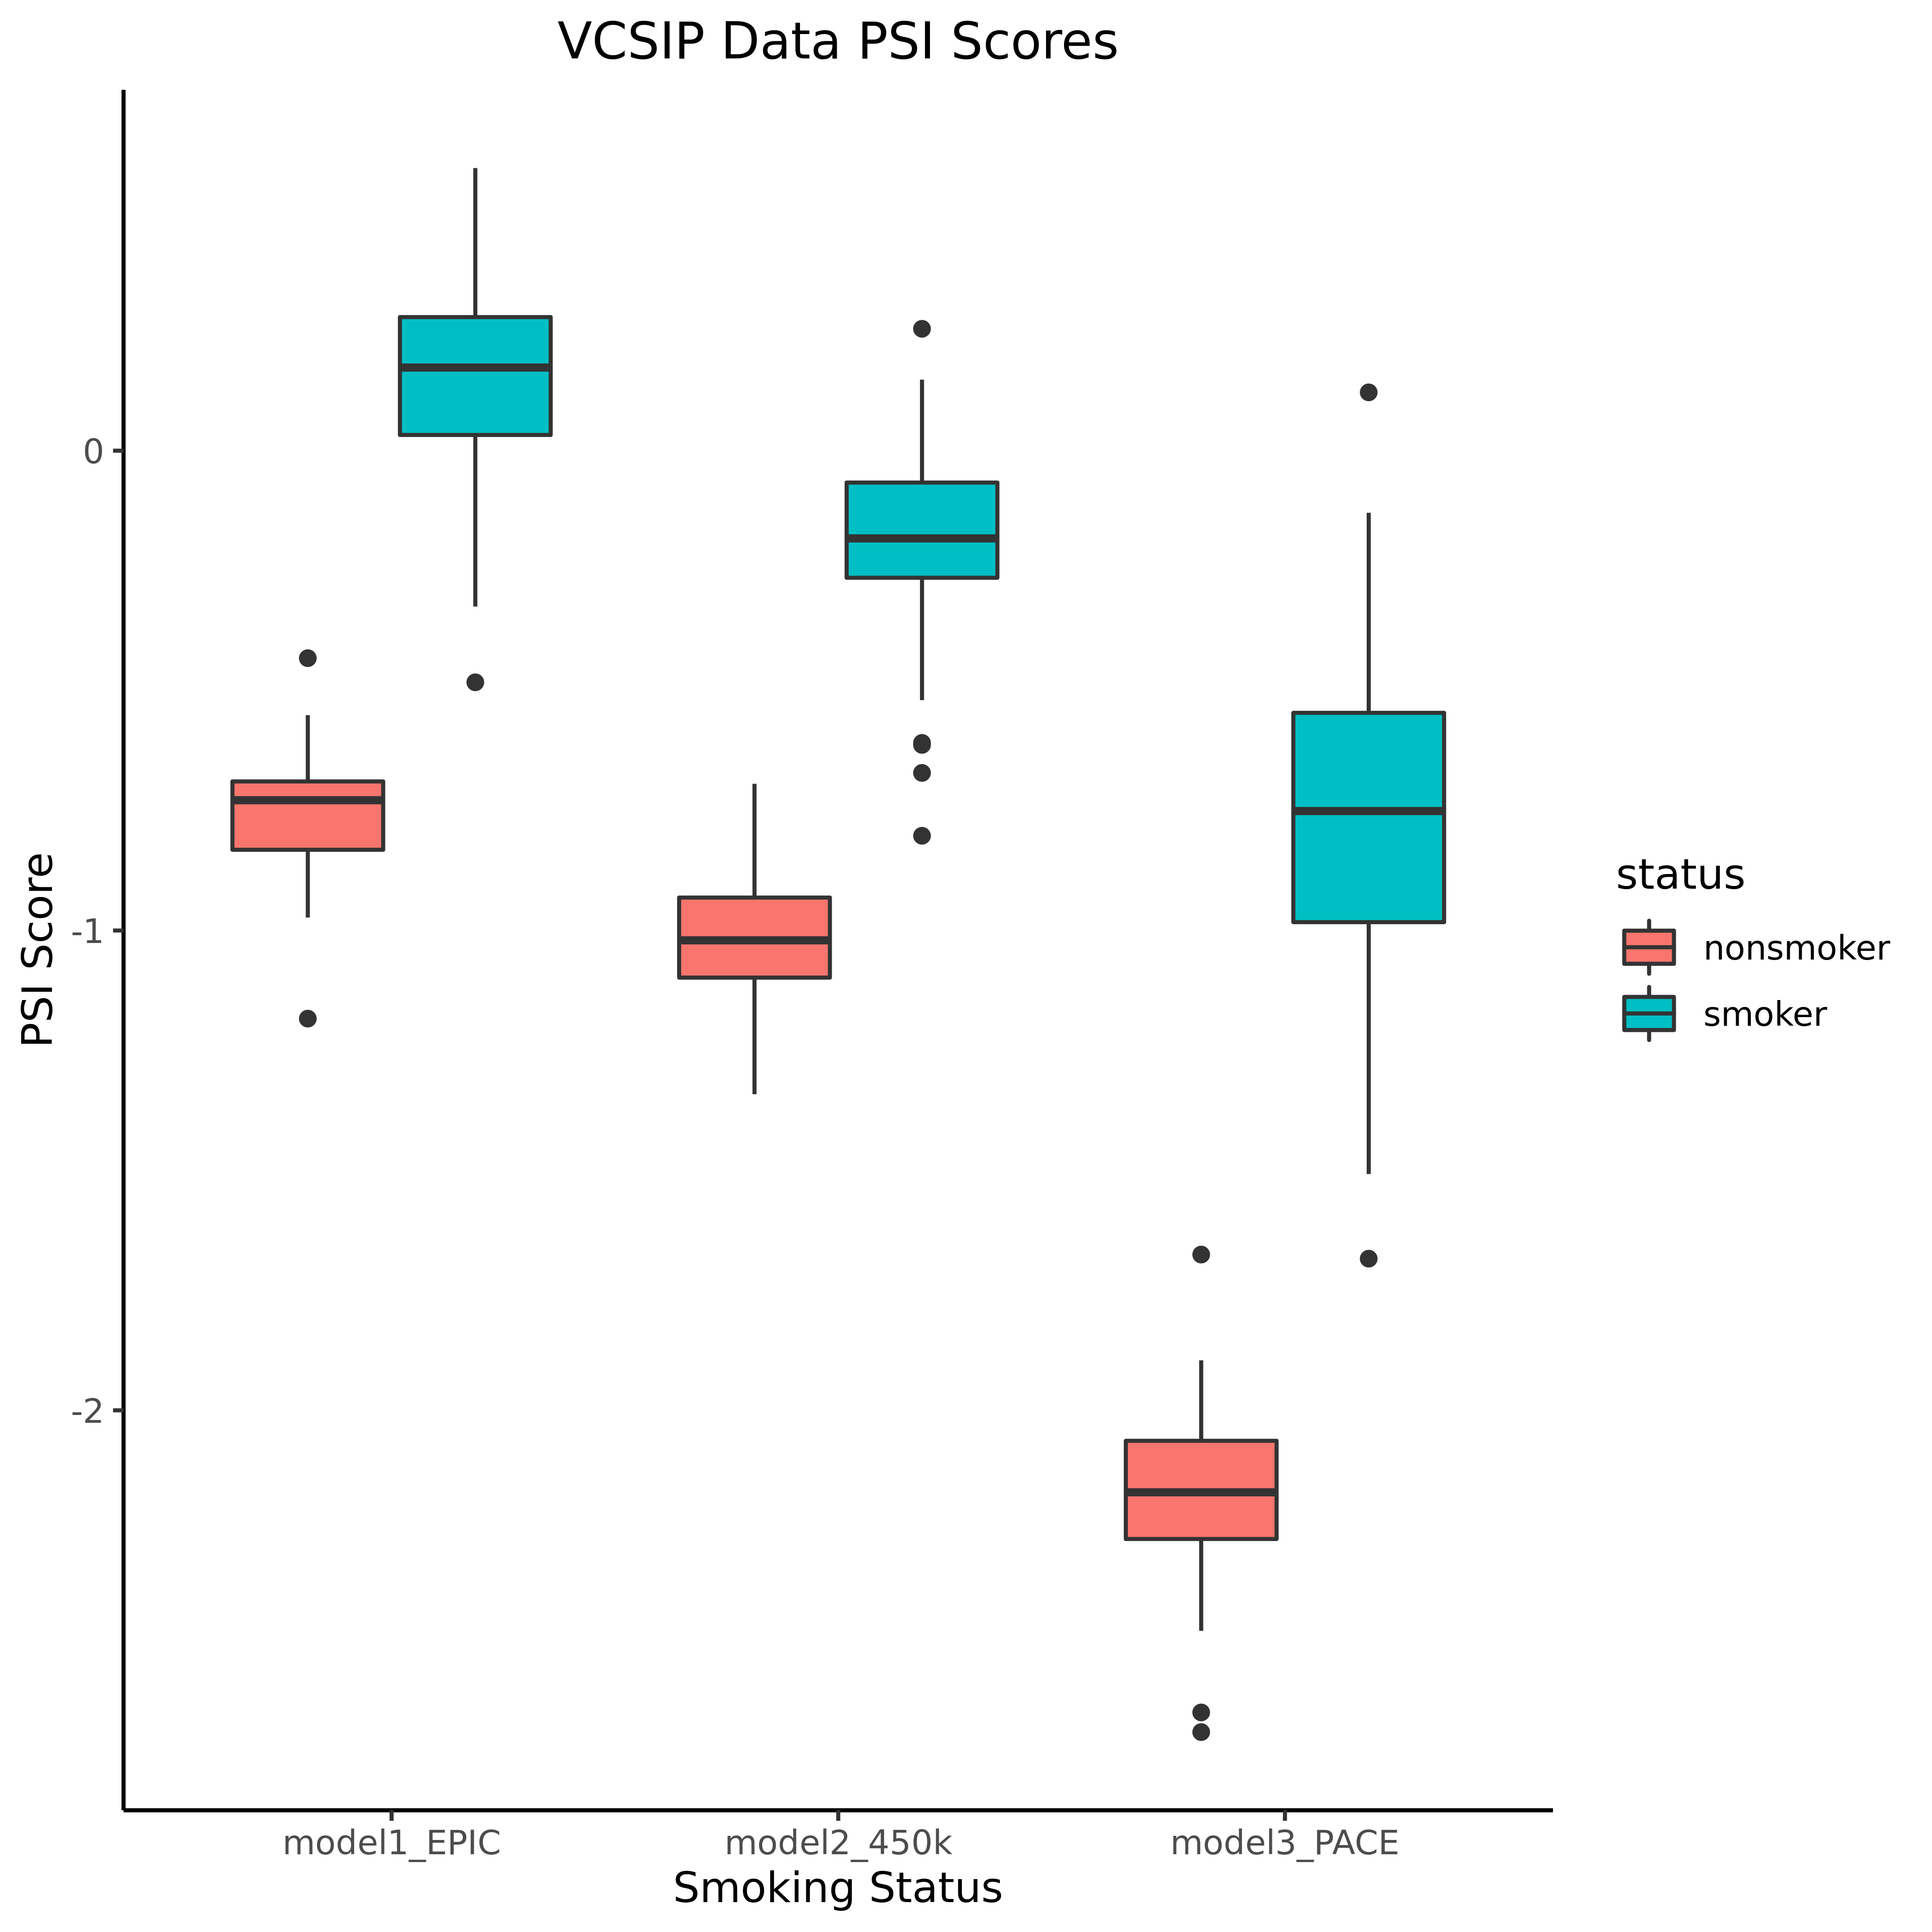 VCSIP Data PSI Scores
PSI Score
0
-1
-2
model1_EPIC
model2_450k
model3_PACE
Smoking Status
status
nonsmoker
smoker